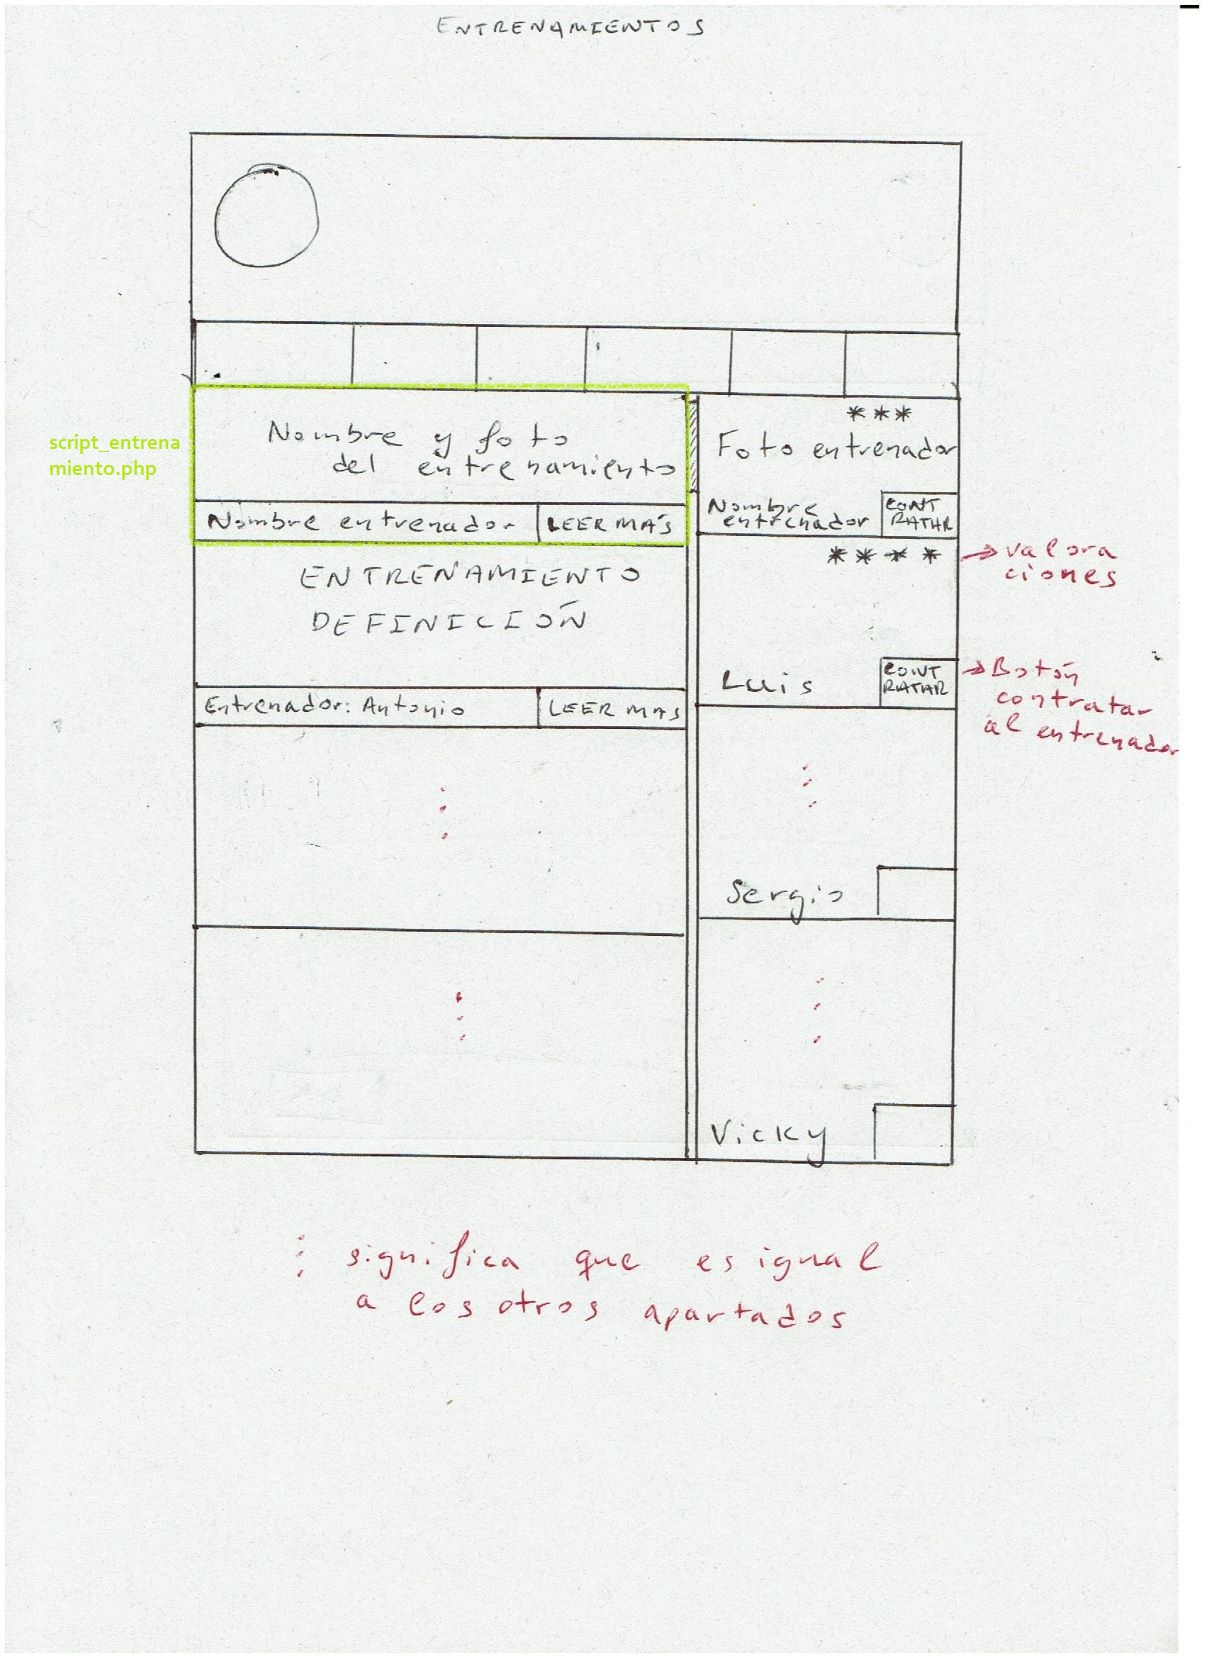 ENTRENAMIENTOS
script_entrena
miento.php
Nombre y foto
del entrenamiento
Nombre entrenador
LEER MÁS
ENTRENAMIENTO
DEFINICIÓN
Entrenador: Antonio
LEER MAS
***
Foto entrenador
Nombre
entrenador
CONT
RATAR
****
→ valora
ciones
Luis
CONT
RATAR
→ Botón
contratar
al entrenador
Sergio
Vicky
⋮ significa que es igual
a los otros apartados